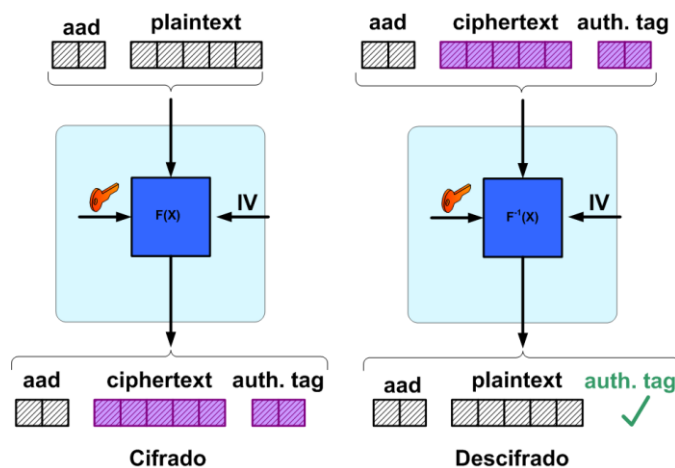 aad plaintext
F(X)
IV
aad ciphertext auth. tag
Cifrado
aad ciphertext auth. tag
F⁻¹(X)
IV
aad plaintext auth. tag
Descifrado